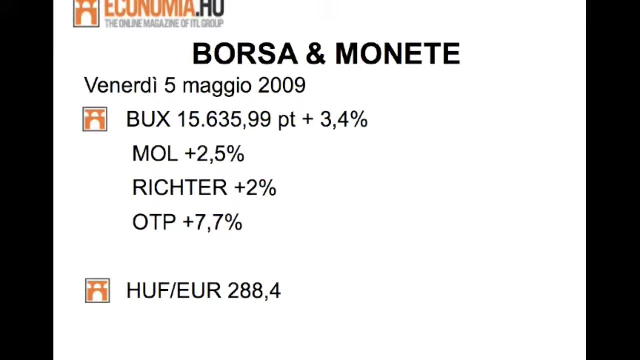 ECONOMIA.HU
THE ONLINE MAGAZINE OF ITL GROUP
BORSA & MONETE
Venerdì 5 maggio 2009
BUX 15.635,99 pt + 3,4%
MOL +2,5%
RICHTER +2%
OTP +7,7%
HUF/EUR 288,4